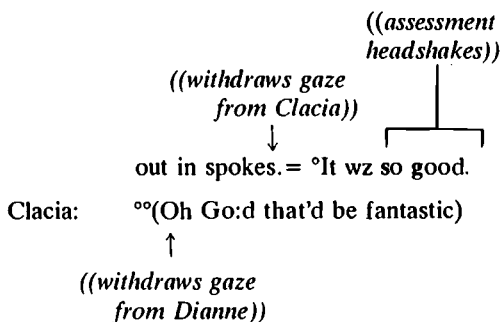 ((assessment
headshakes))
((withdraws gaze
from Clacia))
out in spokes.= °It wz so good.
Clacia: °°(Oh Go:d that'd be fantastic)
((withdraws gaze
from Dianne))